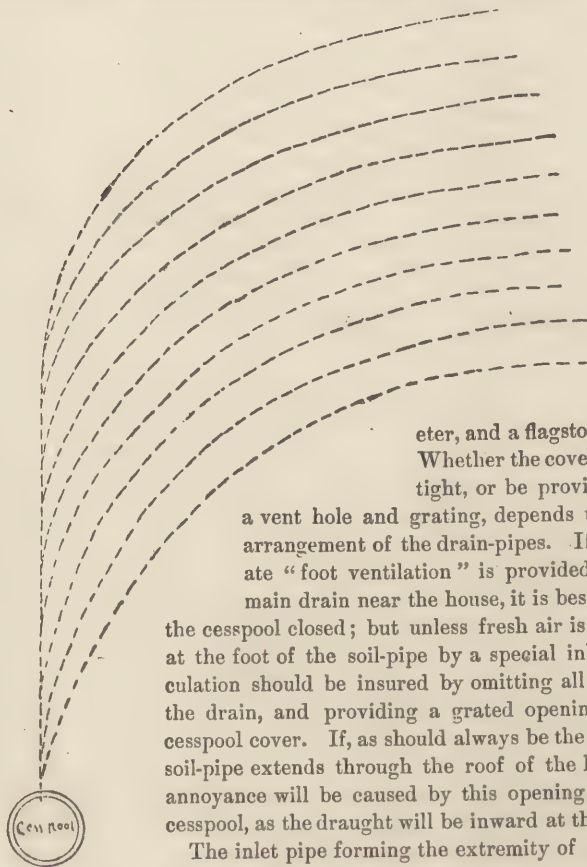 eter, and a flagsto
Whether the cove
tight, or be provi
a vent hole and grating, depends
arrangement of the drain-pipes. If
ate “foot ventilation” is provided
main drain near the house, it is bes
the cesspool closed; but unless fresh air is
at the foot of the soil-pipe by a special in
culation should be insured by omitting all
the drain, and providing a grated openin
cesspool cover. If, as should always be the
soil-pipe extends through the roof of the
annoyance will be caused by this opening
cesspool, as the draught will be inward at th
The inlet pipe forming the extremity of
Cesspool